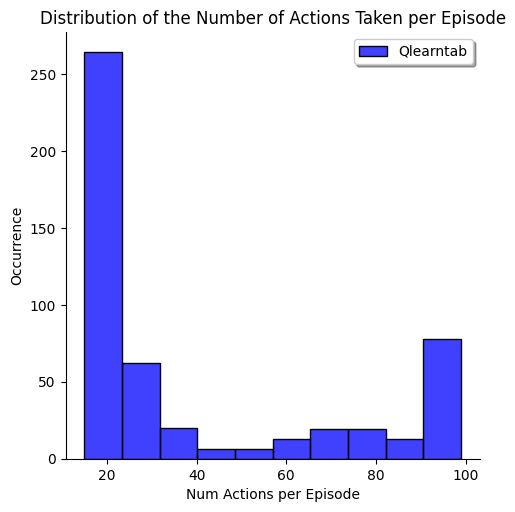 Distribution of the Number of Actions Taken per Episode
Qlearntab
250
200
150
100
50
0
Occurrence
20 40 60 80 100
Num Actions per Episode